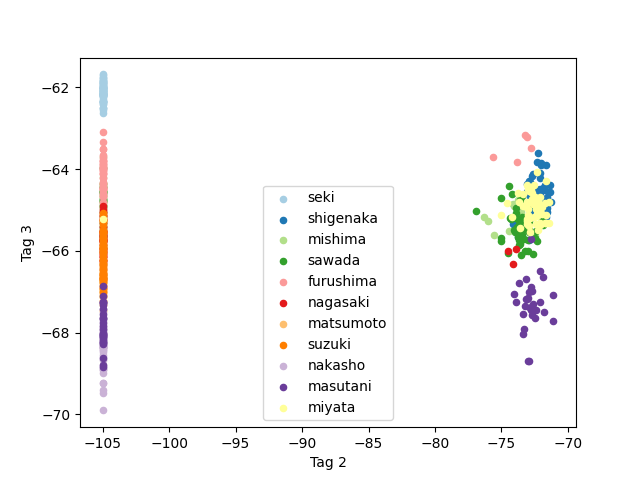 −62
−64
−66
−68
−70
Tag 3
seki
shigenaka
mishima
sawada
furushima
nagasaki
matsumoto
suzuki
nakasho
masutani
miyata
−105 −100 −95 −90 −85 −80 −75 −70
Tag 2